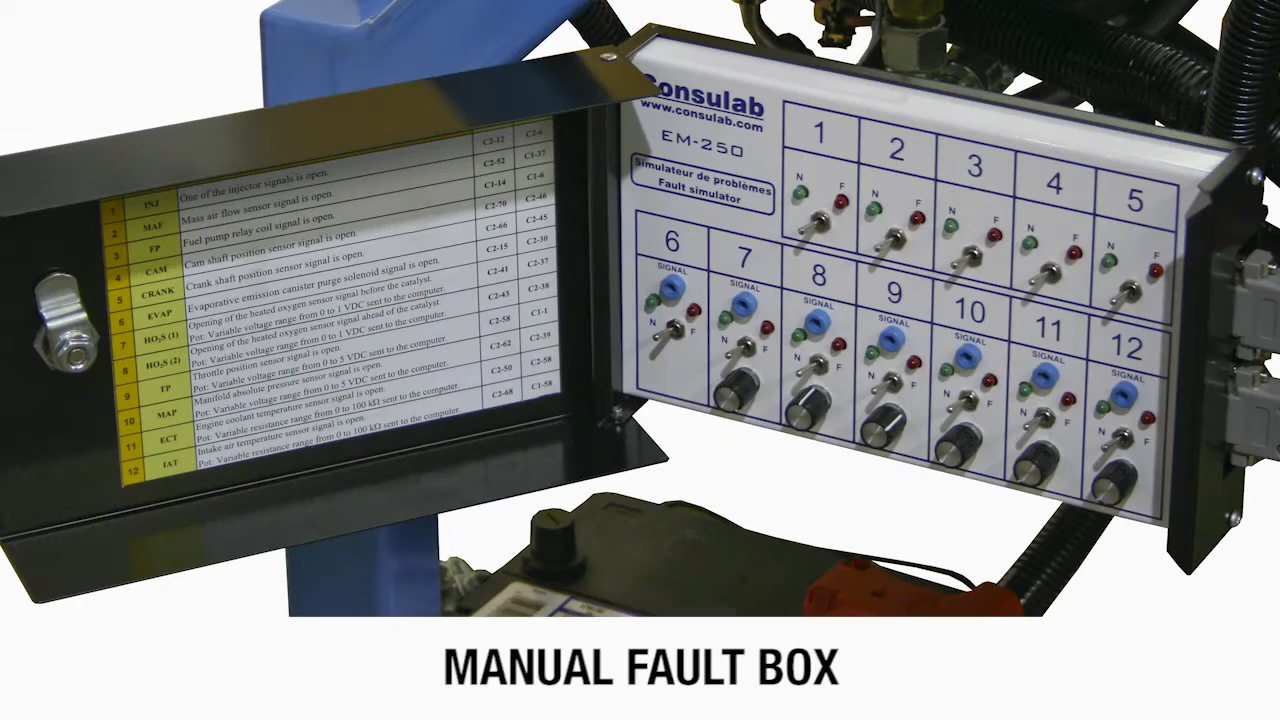 1 INJ One of the injector signals is open. C2-12 C2-6
2 MAF Mass air flow sensor signal is open. C2-52 C1-37
3 FP Fuel pump relay coil signal is open. C1-14 C1-6
4 CAM Cam shaft position sensor signal is open. C2-70 C2-46
5 CRANK Crank shaft position sensor signal is open. C2-66 C2-45
6 EVAP Evaporative emission canister purge solenoid signal is open. C2-15 C2-30
7 HO₂S (1) Opening of the heated oxygen sensor signal before the catalyst. C2-41 C2-37
Pot: Variable voltage range from 0 to 1 VDC sent to the computer.
8 HO₂S (2) Opening of the heated oxygen sensor signal ahead of the catalyst. C2-43 C2-38
Pot: Variable voltage range from 0 to 1 VDC sent to the computer.
9 TP Throttle position sensor signal is open. C2-58 C1-1
Pot: Variable voltage range from 0 to 5 VDC sent to the computer.
10 MAP Manifold absolute pressure sensor signal is open. C2-62 C2-39
Pot: Variable voltage range from 0 to 5 VDC sent to the computer.
11 ECT Engine coolant temperature sensor signal is open. C2-50 C2-58
Pot: Variable resistance range from 0 to 100 kΩ sent to the computer.
12 IAT Intake air temperature sensor signal is open. C2-68 C1-58
Pot: Variable resistance range from 0 to 100 kΩ sent to the computer.
Consulab
www.consulab.com
EM-250
Simulateur de problèmes
Fault simulator
1 2 3 4 5
N F N F N F N F N F
6 7 8 9 10 11 12
SIGNAL SIGNAL SIGNAL SIGNAL SIGNAL SIGNAL SIGNAL
N F N F N F N F N F N F N F
MANUAL FAULT BOX